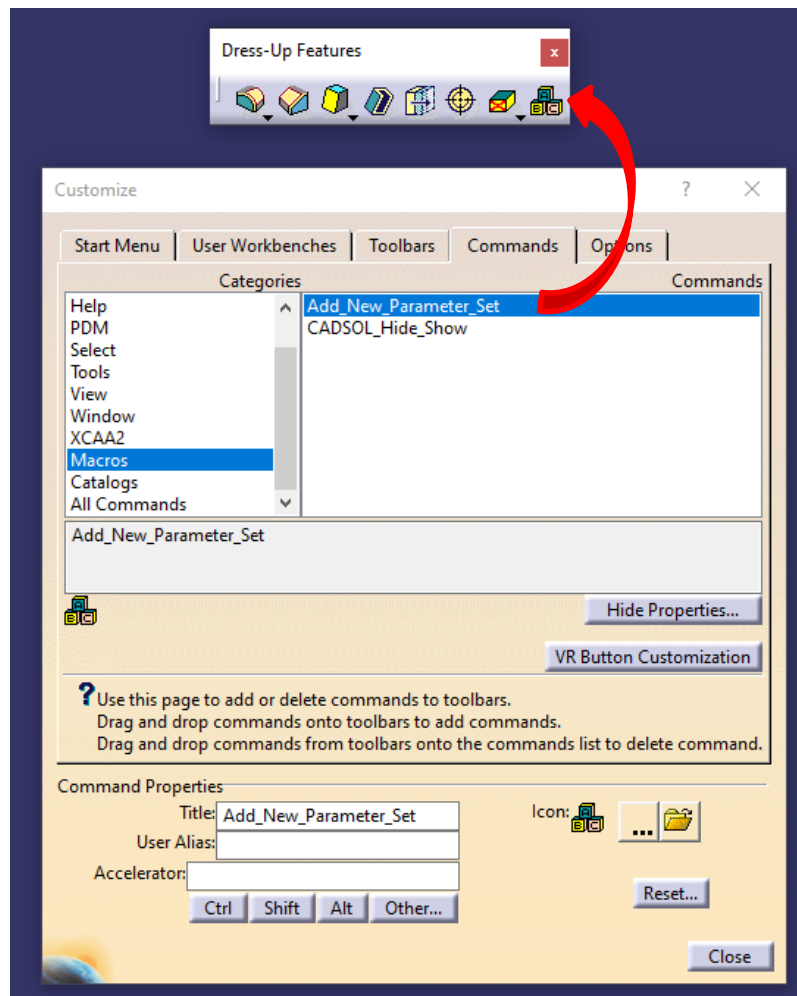 Dress-Up Features
x
A
B C
Customize ?
Start Menu User Workbenches Toolbars Commands Options
Categories Commands
Help Add_New_Parameter_Set
PDM CADSOL_Hide_Show
Select
Tools
View
Window
XCAA2
Macros
Catalogs
All Commands
Add_New_Parameter_Set
A
B C
Hide Properties...
VR Button Customization
? Use this page to add or delete commands to toolbars.
Drag and drop commands onto toolbars to add commands.
Drag and drop commands from toolbars onto the commands list to delete command.
Command Properties
Title: Add_New_Parameter_Set Icon: A B C ...
User Alias:
Accelerator:
Ctrl Shift Alt Other... Reset...
Close